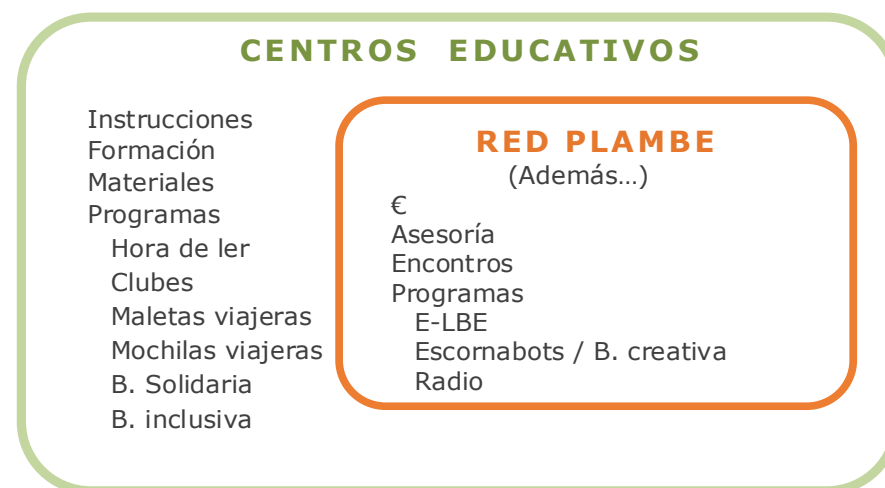 CENTROS EDUCATIVOS
Instrucciones
Formación
Materiales
Programas
Hora de ler
Clubes
Maletas viajeras
Mochilas viajeras
B. Solidaria
B. inclusiva
RED PLAMBE
(Además...)
€
Asesoría
Encontros
Programas
E-LBE
Escornabots / B. creativa
Radio